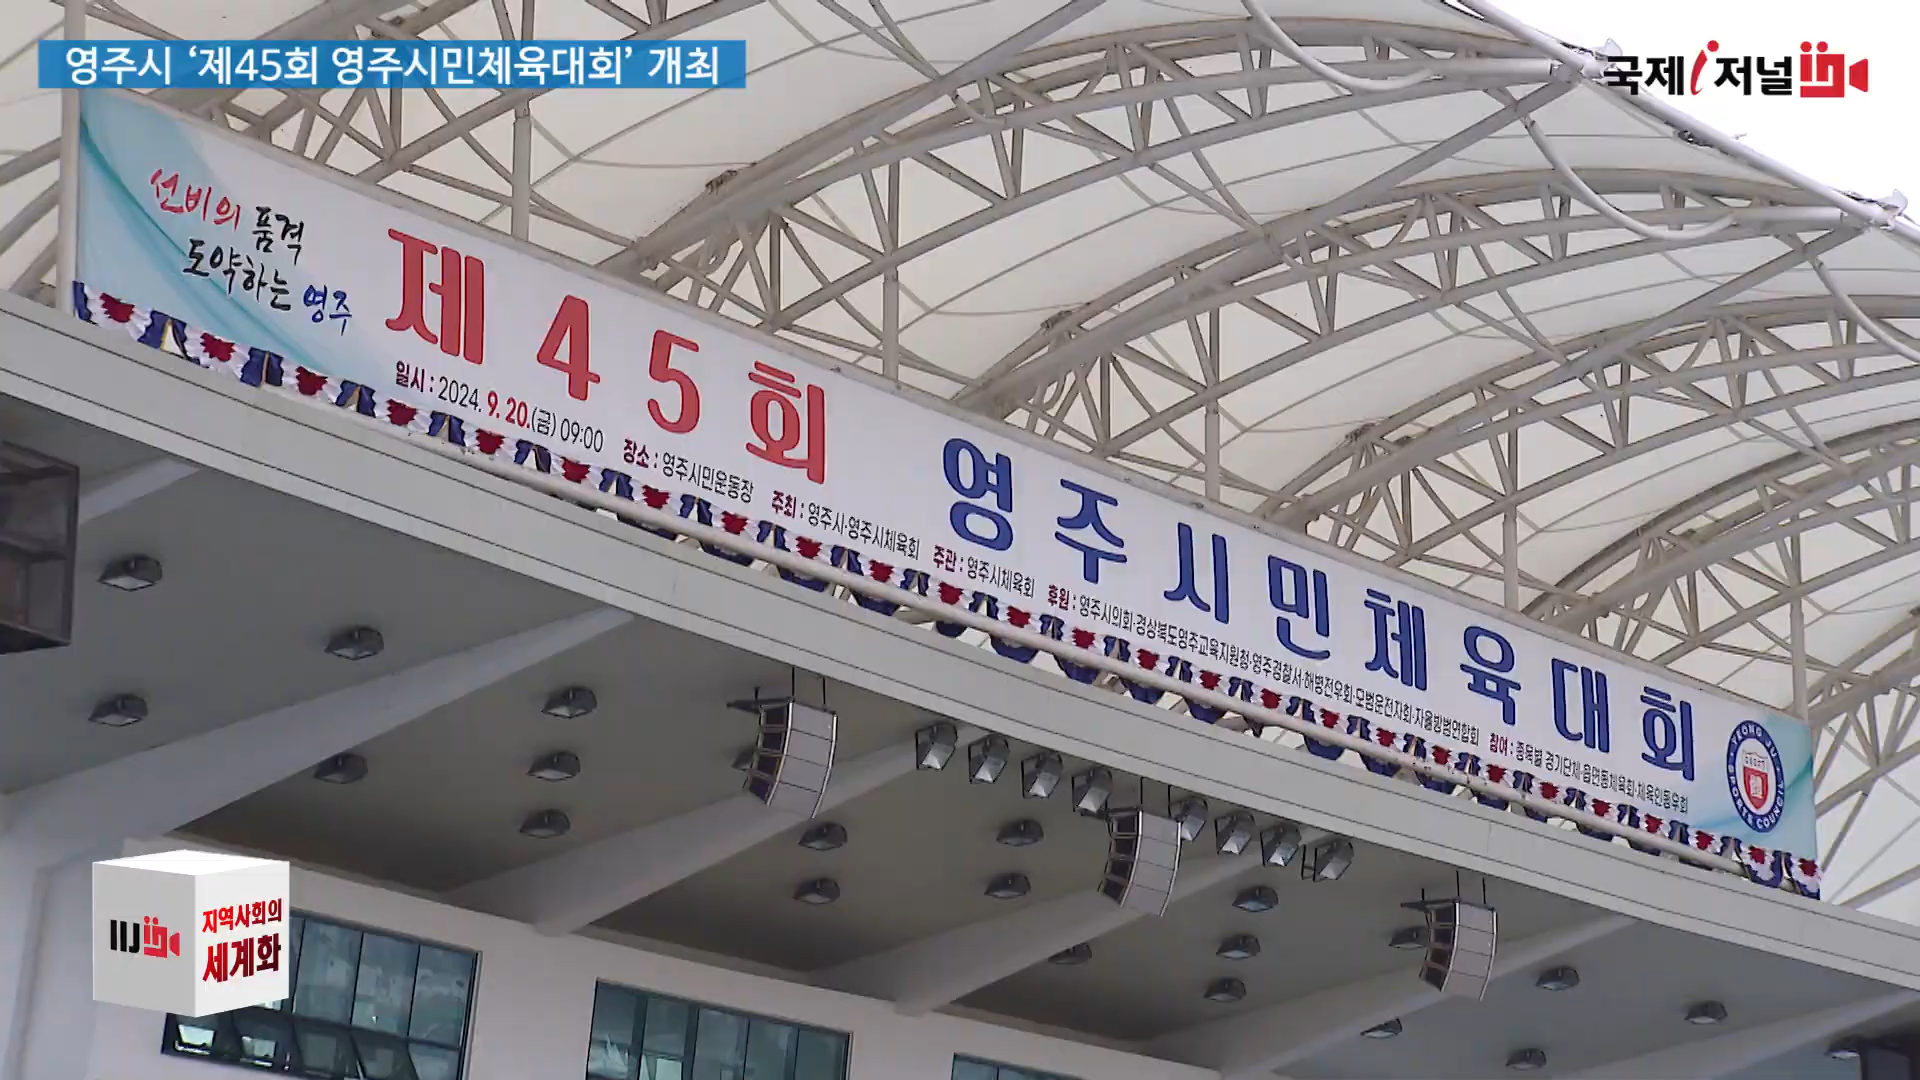 영주시 ‘제45회 영주시민체육대회’ 개최
국제i저널
선비의 품격
도약하는 영주
제45회 영주시민체육대회
일시 : 2024. 9. 20.(금) 09:00 장소 : 영주시민운동장 주최 : 영주시·영주시체육회 주관 : 영주시체육회 후원 : 영주시의회·경상북도영주교육지원청·영주경찰서·해병전우회·모범운전자회·자율방범연합회 참여 : 종목별 경기단체·읍면동체육회·체육인동우회
YEONG JU SPORTS COUNCIL
IIJ
지역사회의
세계화